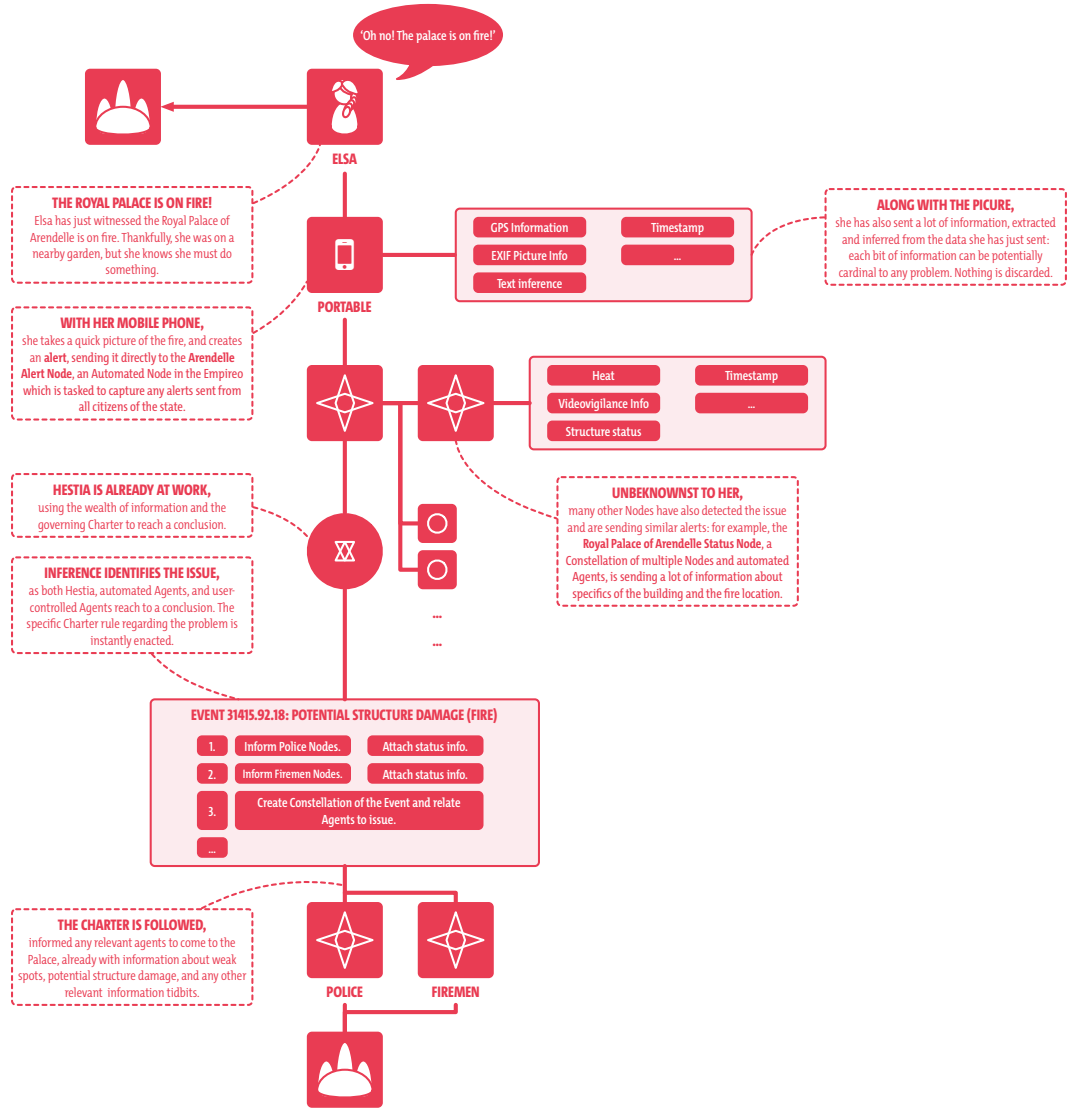 'Oh no! The palace is on fire!'
ELSA
THE ROYAL PALACE IS ON FIRE!
Elsa has just witnessed the Royal Palace of
Arendelle is on fire. Thankfully, she was on a
nearby garden, but she knows she must do
something.
GPS Information
Timestamp
EXIF Picture Info
...
Text inference
ALONG WITH THE PICURE,
she has also sent a lot of information, extracted
and inferred from the data she has just sent:
each bit of information can be potentially
cardinal to any problem. Nothing is discarded.
PORTABLE
WITH HER MOBILE PHONE,
she takes a quick picture of the fire, and creates
an alert, sending it directly to the Arendelle
Alert Node, an Automated Node in the Empireo
which is tasked to capture any alerts sent from
all citizens of the state.
Heat
Timestamp
Videovigilance Info
...
Structure status
HESTIA IS ALREADY AT WORK,
using the wealth of information and the
governing Charter to reach a conclusion.
UNBEKNOWNST TO HER,
many other Nodes have also detected the issue
and are sending similar alerts: for example, the
Royal Palace of Arendelle Status Node, a
Constellation of multiple Nodes and automated
Agents, is sending a lot of information about
specifics of the building and the fire location.
INFERENCE IDENTIFIES THE ISSUE,
as both Hestia, automated Agents, and user-
controlled Agents reach to a conclusion. The
specific Charter rule regarding the problem is
instantly enacted.
...
...
EVENT 31415.92.18: POTENTIAL STRUCTURE DAMAGE (FIRE)
1. Inform Police Nodes. Attach status info.
2. Inform Firemen Nodes. Attach status info.
3. Create Constellation of the Event and relate
Agents to issue.
...
THE CHARTER IS FOLLOWED,
informed any relevant agents to come to the
Palace, already with information about weak
spots, potential structure damage, and any other
relevant information tidbits.
POLICE
FIREMEN